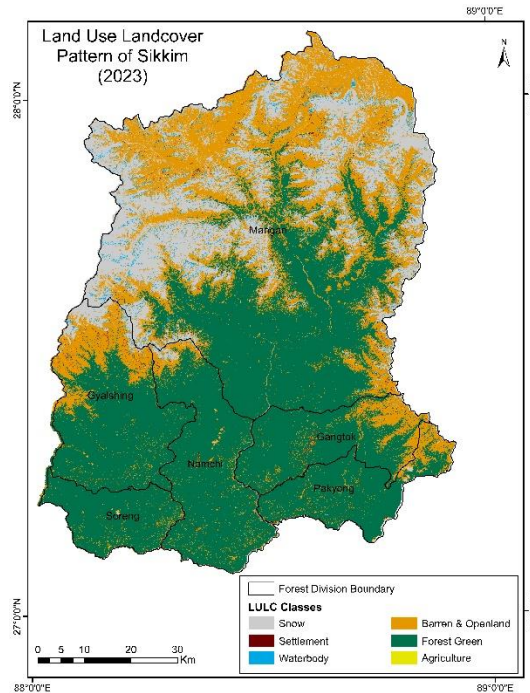 89°0'0"E
Land Use Landcover
Pattern of Sikkim
(2023)
N
28°0'0"N
Mangan
Gyalshing
Gangtok
Namchi
Pakyong
Soreng
Forest Division Boundary
LULC Classes
Snow
Barren & Openland
Settlement
Forest Green
Waterbody
Agriculture
27°0'0"N
0 5 10 20 30
Km
88°0'0"E
89°0'0"E